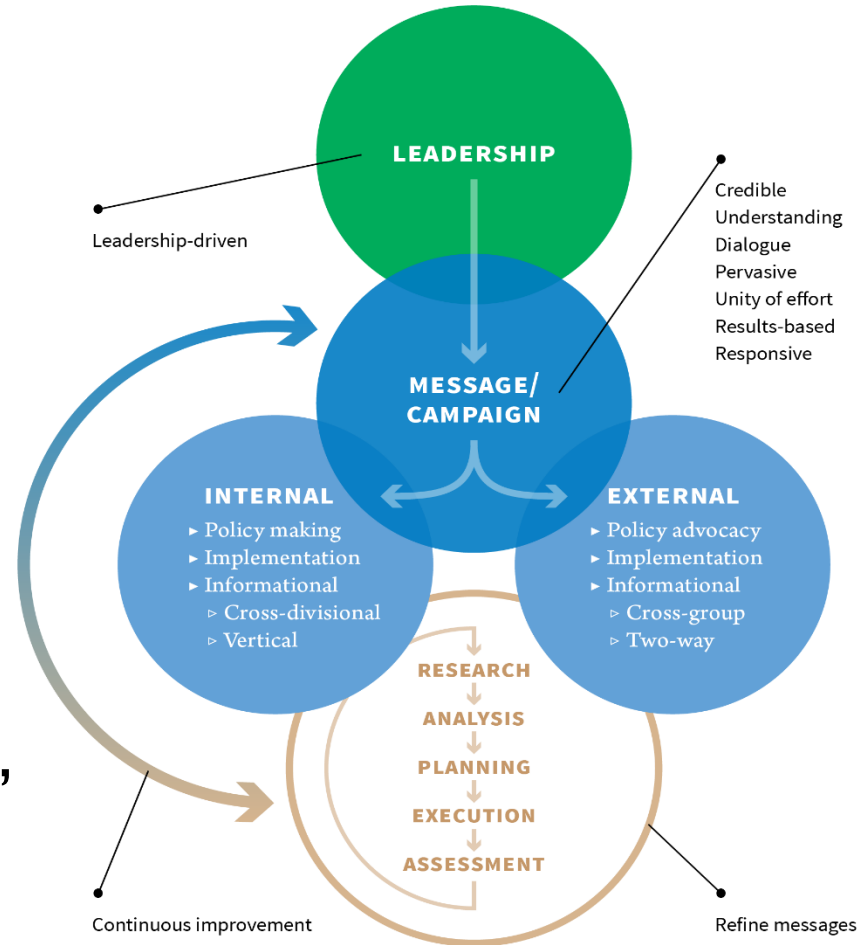 LEADERSHIP
Leadership-driven
Credible
Understanding
Dialogue
Pervasive
Unity of effort
Results-based
Responsive
MESSAGE/
CAMPAIGN
INTERNAL
▸ Policy making
▸ Implementation
▸ Informational
▹ Cross-divisional
▹ Vertical
EXTERNAL
▸ Policy advocacy
▸ Implementation
▸ Informational
▹ Cross-group
▹ Two-way
RESEARCH
ANALYSIS
PLANNING
EXECUTION
ASSESSMENT
,
Continuous improvement
Refine messages